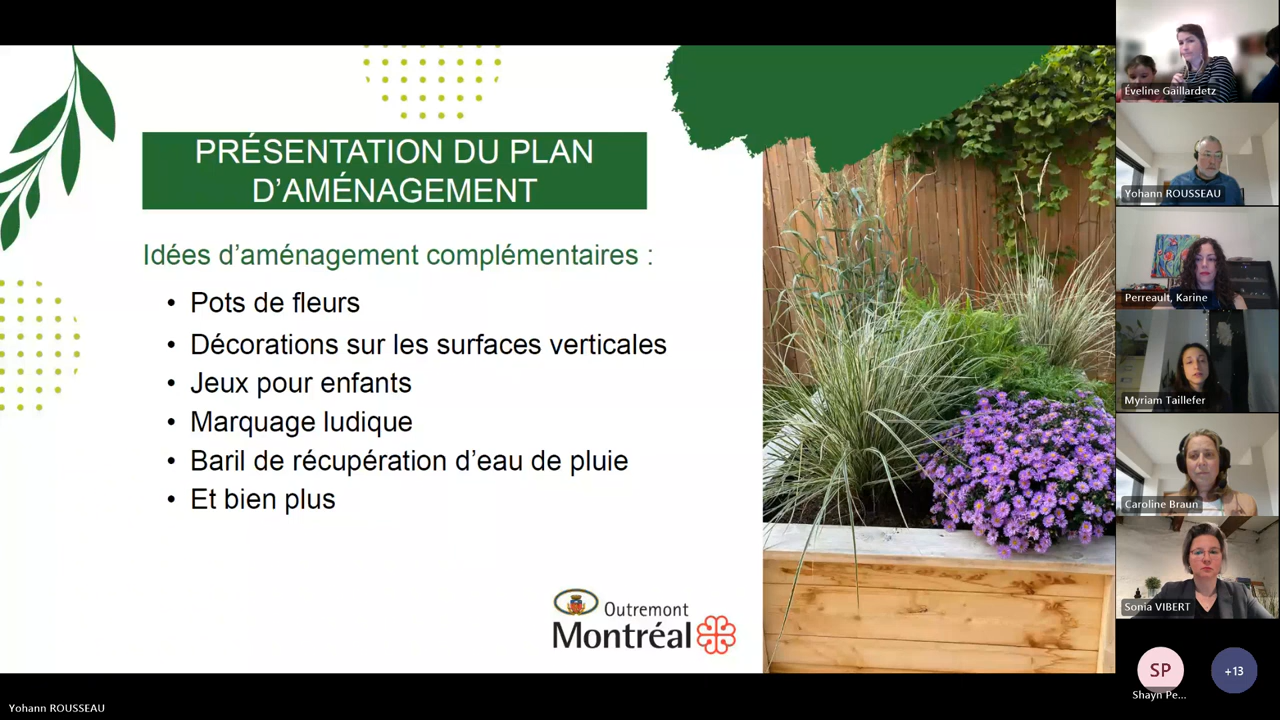 PRÉSENTATION DU PLAN
D’AMÉNAGEMENT
Idées d’aménagement complémentaires :
• Pots de fleurs
• Décorations sur les surfaces verticales
• Jeux pour enfants
• Marquage ludique
• Baril de récupération d’eau de pluie
• Et bien plus
Outremont
Montréal
Éveline Gaillardetz
Yohann ROUSSEAU
Perreault, Karine
Myriam Taillefer
Caroline Braun
Sonia VIBERT
SP
Shayn Pe...
+13
Yohann ROUSSEAU